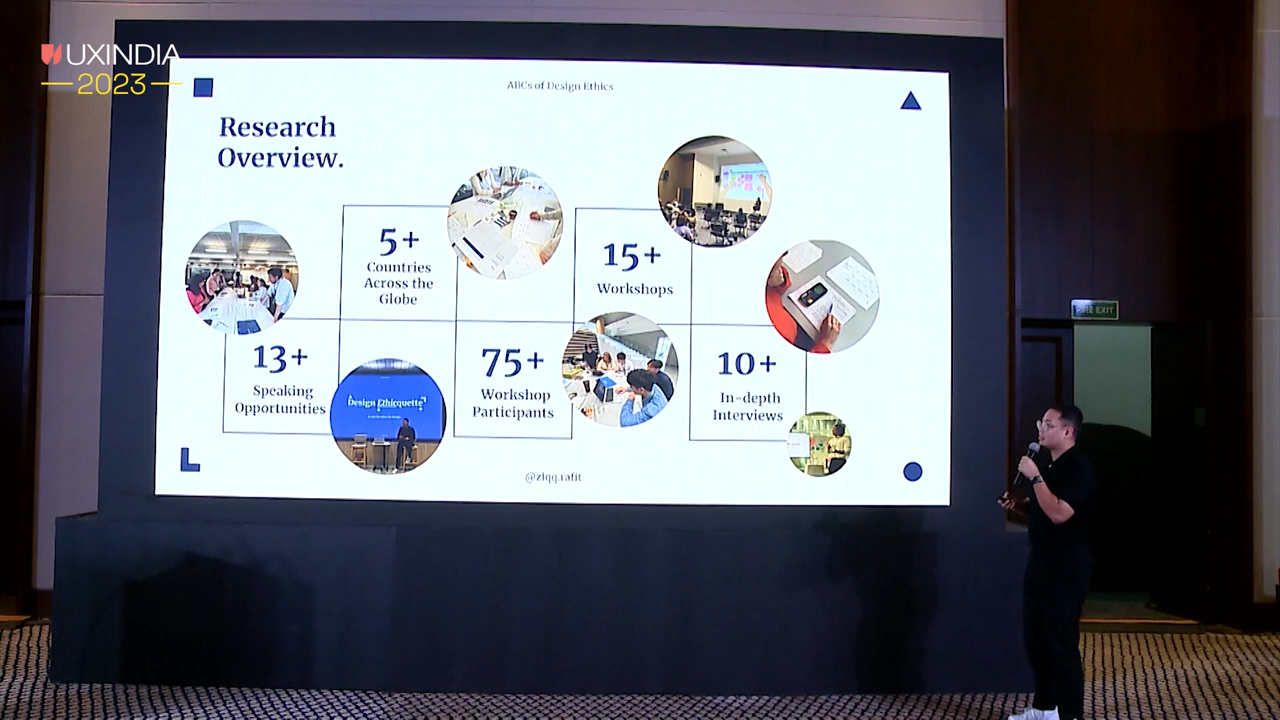 UXINDIA
2023
ABCs of Design Ethics
Research
Overview.
5+
Countries
Across the
Globe
15+
Workshops
13+
Speaking
Opportunities
75+
Workshop
Participants
10+
In-depth
Interviews
Design Ethicquette
@ziqq.rafit
FIRE EXIT